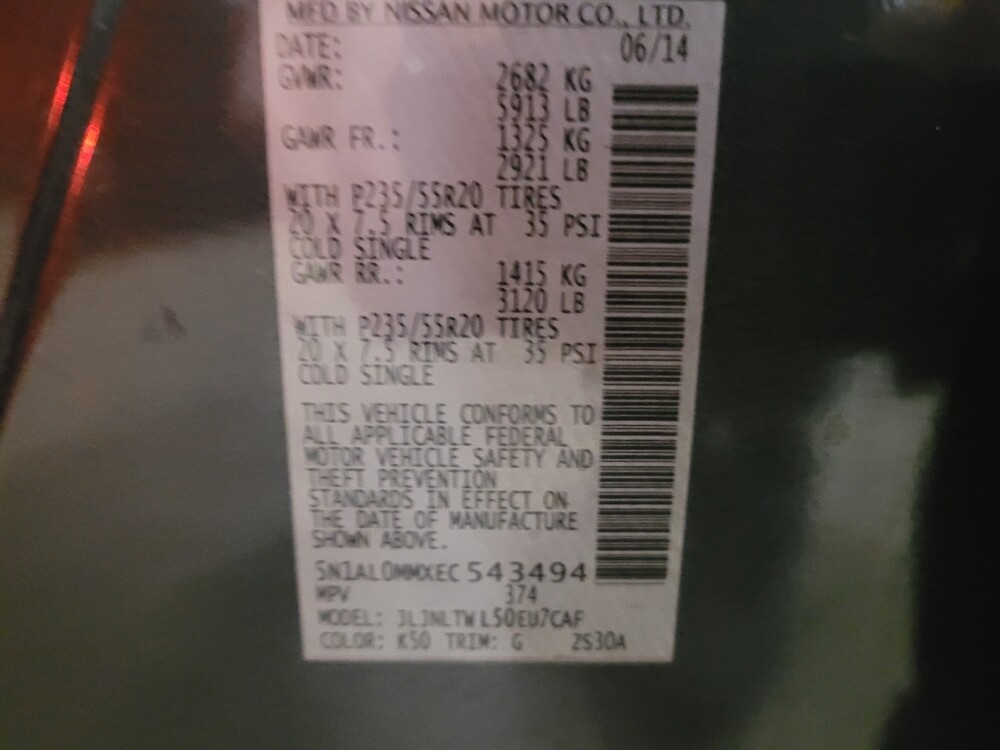 MFD BY NISSAN MOTOR CO., LTD.
DATE: 06/14
GVWR: 2682 KG
5913 LB
GAWR FR.: 1325 KG
2921 LB
WITH P235/55R20 TIRES
20 X 7.5 RIMS AT 35 PSI
COLD SINGLE
GAWR RR.: 1415 KG
3120 LB
WITH P235/55R20 TIRES
20 X 7.5 RIMS AT 35 PSI
COLD SINGLE
THIS VEHICLE CONFORMS TO
ALL APPLICABLE FEDERAL
MOTOR VEHICLE SAFETY AND
THEFT PREVENTION
STANDARDS IN EFFECT ON
THE DATE OF MANUFACTURE
SHOWN ABOVE.
5N1AL0MMXEC543494
MPV 374
MODEL: JLJNLTWL50EU7CAF
COLOR: K50 TRIM: G 2S30A